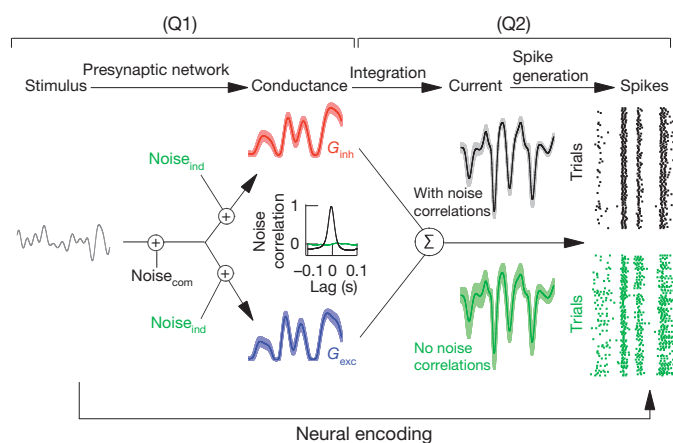 (Q1) (Q2)
Presynaptic network
Integration
Spike
generation
Stimulus
Conductance
Current
Spikes
Noise_ind
G_inh
Noise
correlation
1
0
–0.1 0 0.1
Lag (s)
Noise_com
Noise_ind
G_exc
Σ
With noise
correlations
No noise
correlations
Trials
Trials
Neural encoding